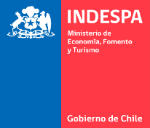 INDESPA
Ministerio de
Economía, Fomento
y Turismo
Gobierno de Chile